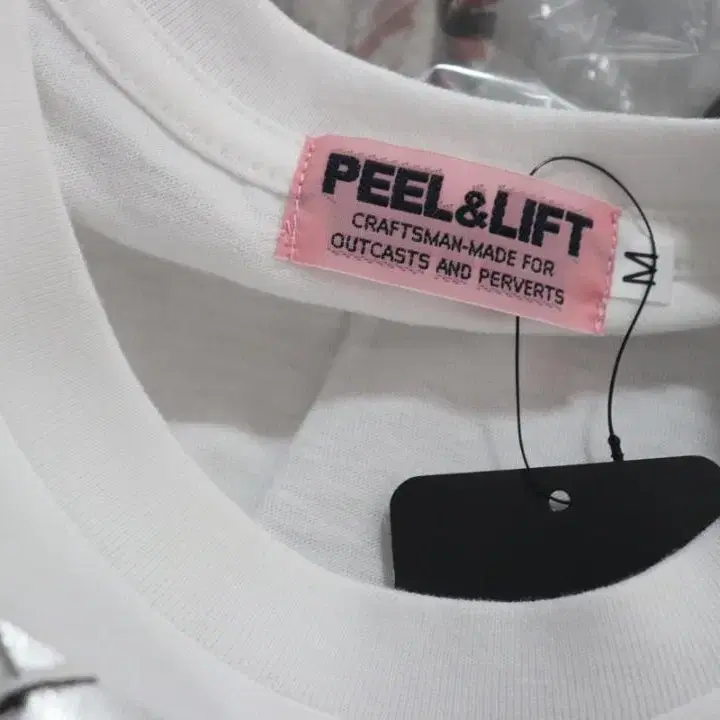 PEEL&LIFT
CRAFTSMAN-MADE FOR
OUTCASTS AND PERVERTS
M